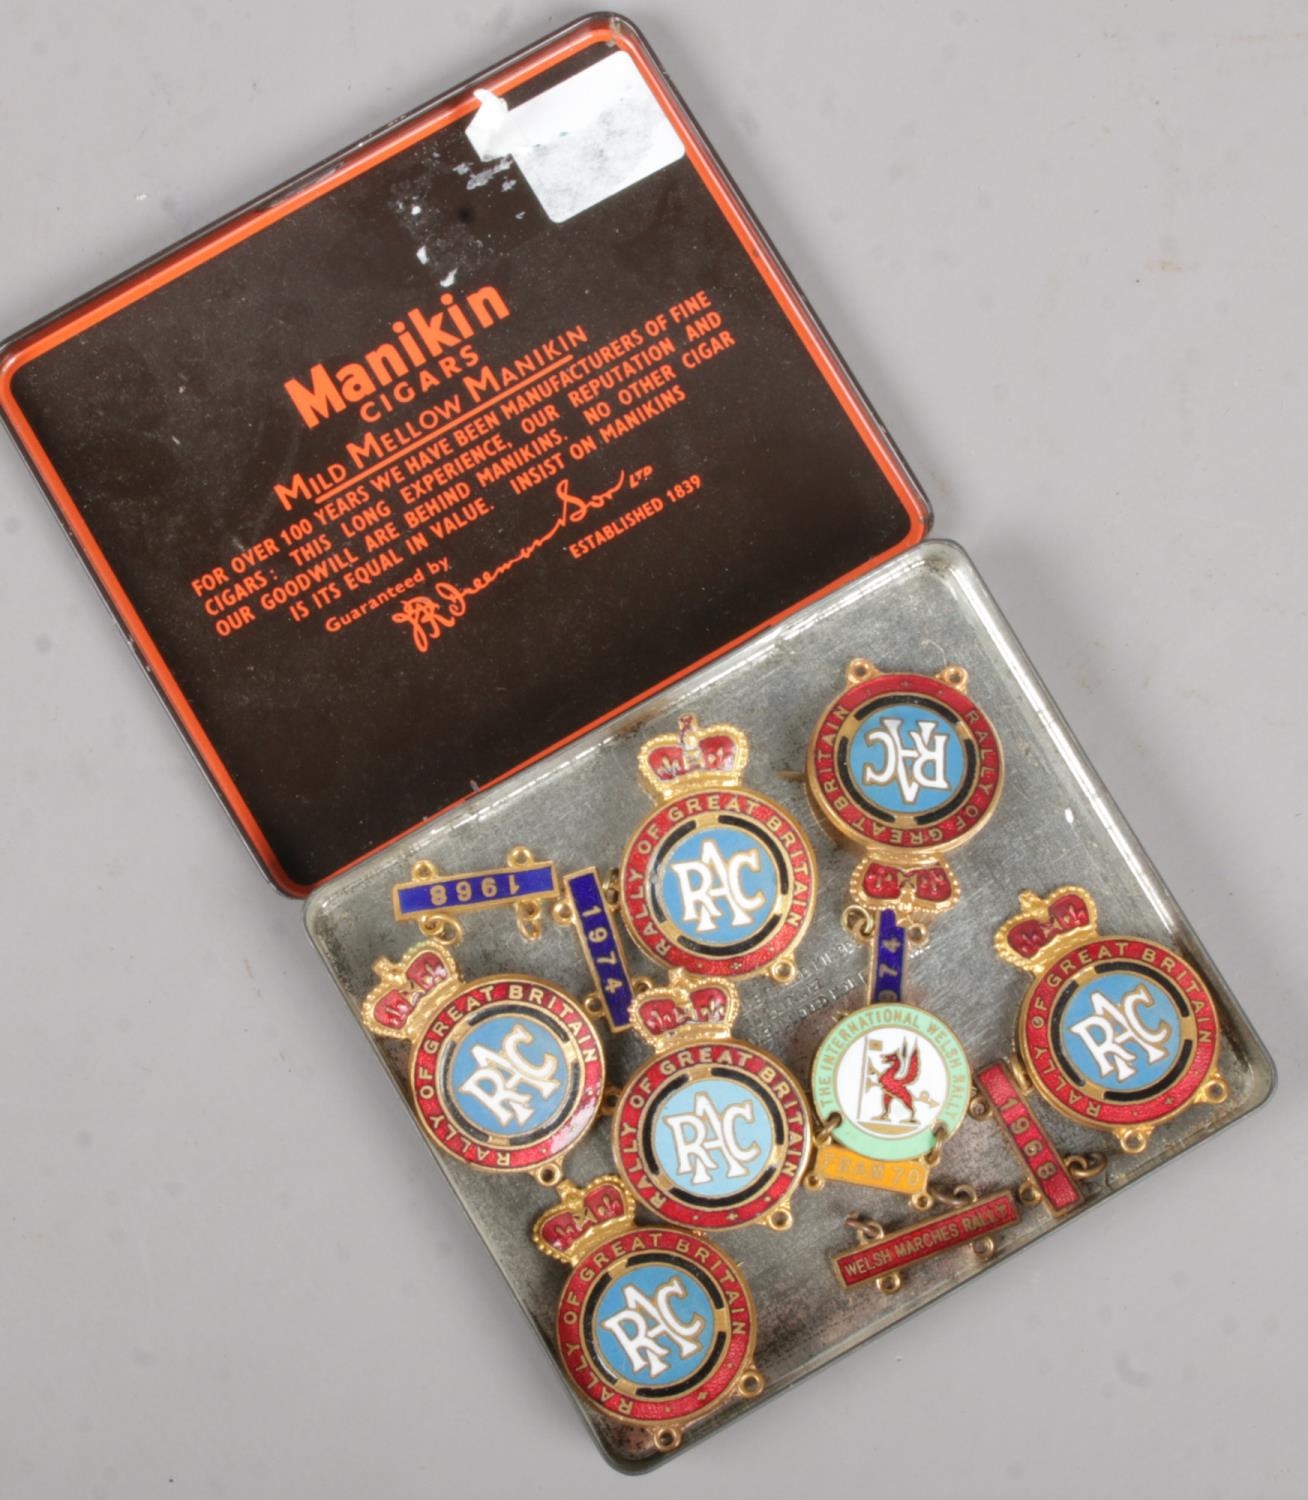 Manikin
CIGARS
MILD MELLOW MANIKIN
FOR OVER 100 YEARS WE HAVE BEEN MANUFACTURERS OF FINE
CIGARS: THIS LONG EXPERIENCE, OUR REPUTATION AND
OUR GOODWILL ARE BEHIND MANIKINS. NO OTHER CIGAR
IS ITS EQUAL IN VALUE. INSIST ON MANIKINS
Guaranteed by
JR Freeman Son LTD
ESTABLISHED 1839
RALLY OF GREAT BRITAIN
RAC
RALLY OF GREAT BRITAIN
RAC
1968
1974
974
RALLY OF GREAT BRITAIN
RAC
RALLY OF GREAT BRITAIN
RAC
THE INTERNATIONAL WELSH RALLY
RALLY OF GREAT BRITAIN
RAC
1968
WELSH MARCHES RALLY
RALLY OF GREAT BRITAIN
RAC